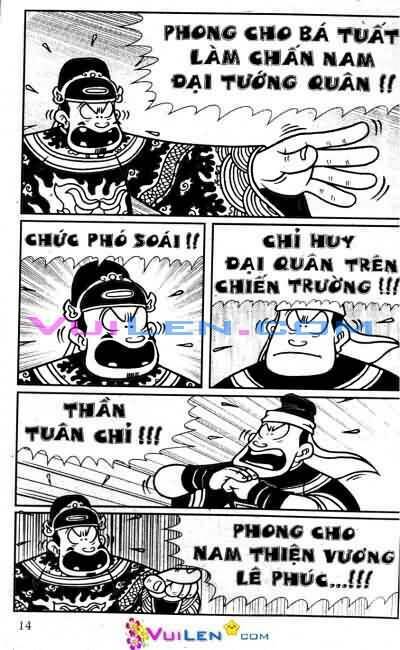 PHONG CHO BÁ TUẤT
LÀM CHẤN NAM
ĐẠI TƯỚNG QUÂN !!
CHỨC PHÓ SOÁI !!
CHỈ HUY
ĐẠI QUÂN TRÊN
CHIẾN TRƯỜNG !!!
VUILEN.COM
THẦN
TUÂN CHỈ !!!
PHONG CHO
NAM THIỆN VƯƠNG
LÊ PHÚC...!!!
14
VUILEN.COM